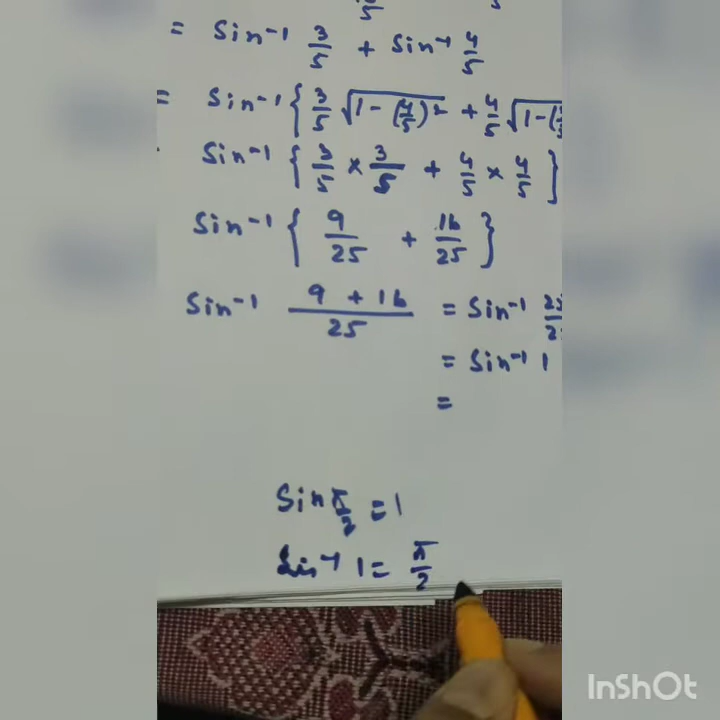 = Sin⁻¹ 3/5 + Sin⁻¹ 4/5
= Sin⁻¹ { 3/5 √1-(4/5)² + 4/5 √1-(
Sin⁻¹ { 3/5 × 3/5 + 4/5 × 4/5 }
Sin⁻¹ { 9/25 + 16/25 }
Sin⁻¹ 9 + 16/25 = Sin⁻¹ 25/2
= Sin⁻¹ 1
=
Sin π/2 = 1
Sin⁻¹ 1 = π/2
InShOt